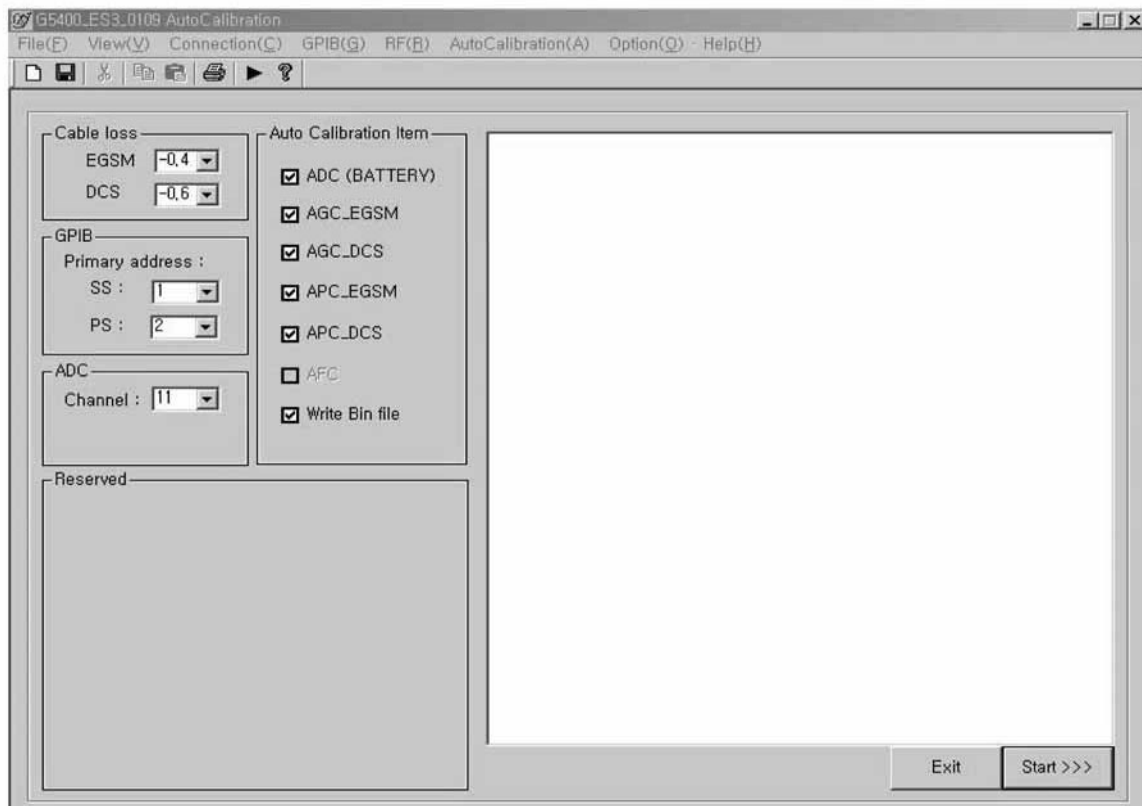 G5400_ES3_0109 AutoCalibration
File(F) View(V) Connection(C) GPIB(G) RF(R) AutoCalibration(A) Option(O) Help(H)
Cable loss
EGSM -0,4
DCS -0,6
GPIB
Primary address :
SS : 1
PS : 2
ADC
Channel : 11
Auto Calibration Item
ADC (BATTERY)
AGC_EGSM
AGC_DCS
APC_EGSM
APC_DCS
AFC
Write Bin file
Reserved
Exit Start >>>